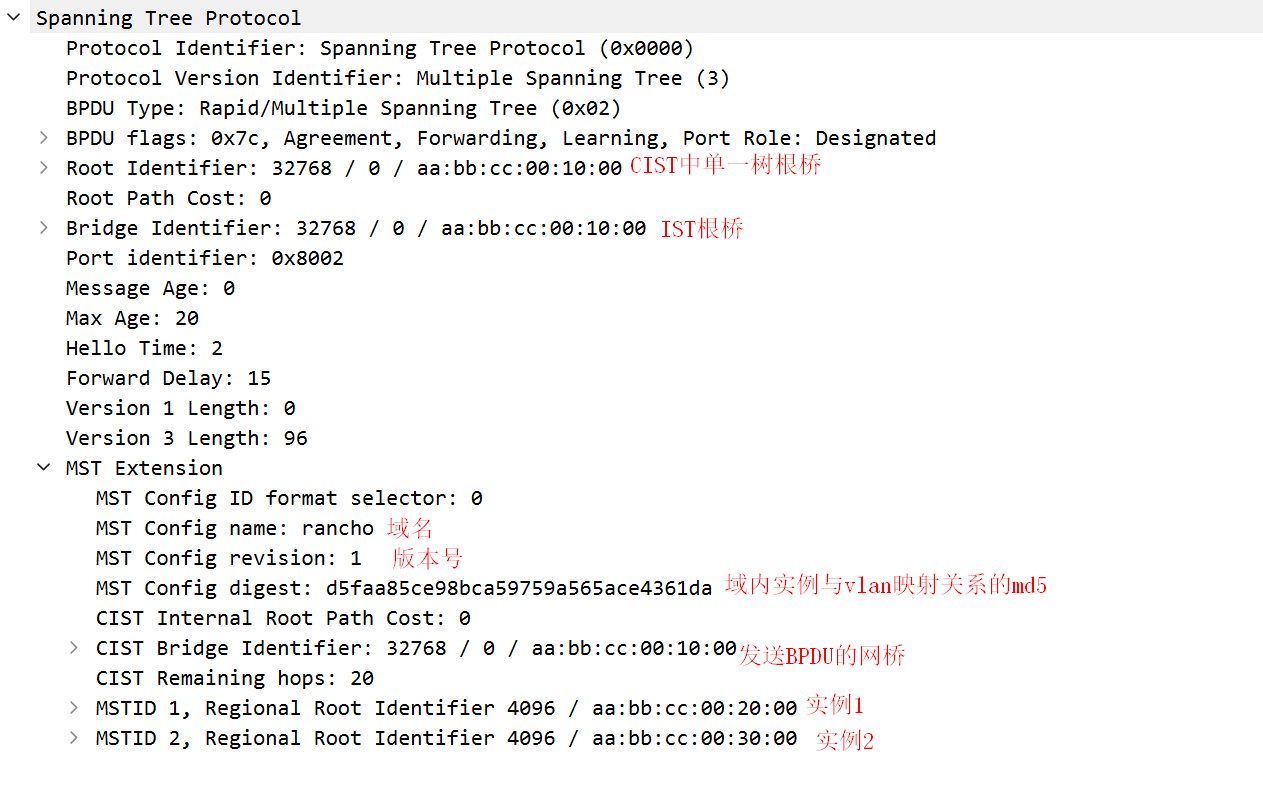 Spanning Tree Protocol
Protocol Identifier: Spanning Tree Protocol (0x0000)
Protocol Version Identifier: Multiple Spanning Tree (3)
BPDU Type: Rapid/Multiple Spanning Tree (0x02)
BPDU flags: 0x7c, Agreement, Forwarding, Learning, Port Role: Designated
Root Identifier: 32768 / 0 / aa:bb:cc:00:10:00 CIST中单一树根桥
Root Path Cost: 0
Bridge Identifier: 32768 / 0 / aa:bb:cc:00:10:00 IST根桥
Port identifier: 0x8002
Message Age: 0
Max Age: 20
Hello Time: 2
Forward Delay: 15
Version 1 Length: 0
Version 3 Length: 96
MST Extension
MST Config ID format selector: 0
MST Config name: rancho 域名
MST Config revision: 1 版本号
MST Config digest: d5faa85ce98bca59759a565ace4361da 域内实例与vlan映射关系的md5
CIST Internal Root Path Cost: 0
CIST Bridge Identifier: 32768 / 0 / aa:bb:cc:00:10:00 发送BPDU的网桥
CIST Remaining hops: 20
MSTID 1, Regional Root Identifier 4096 / aa:bb:cc:00:20:00 实例1
MSTID 2, Regional Root Identifier 4096 / aa:bb:cc:00:30:00 实例2